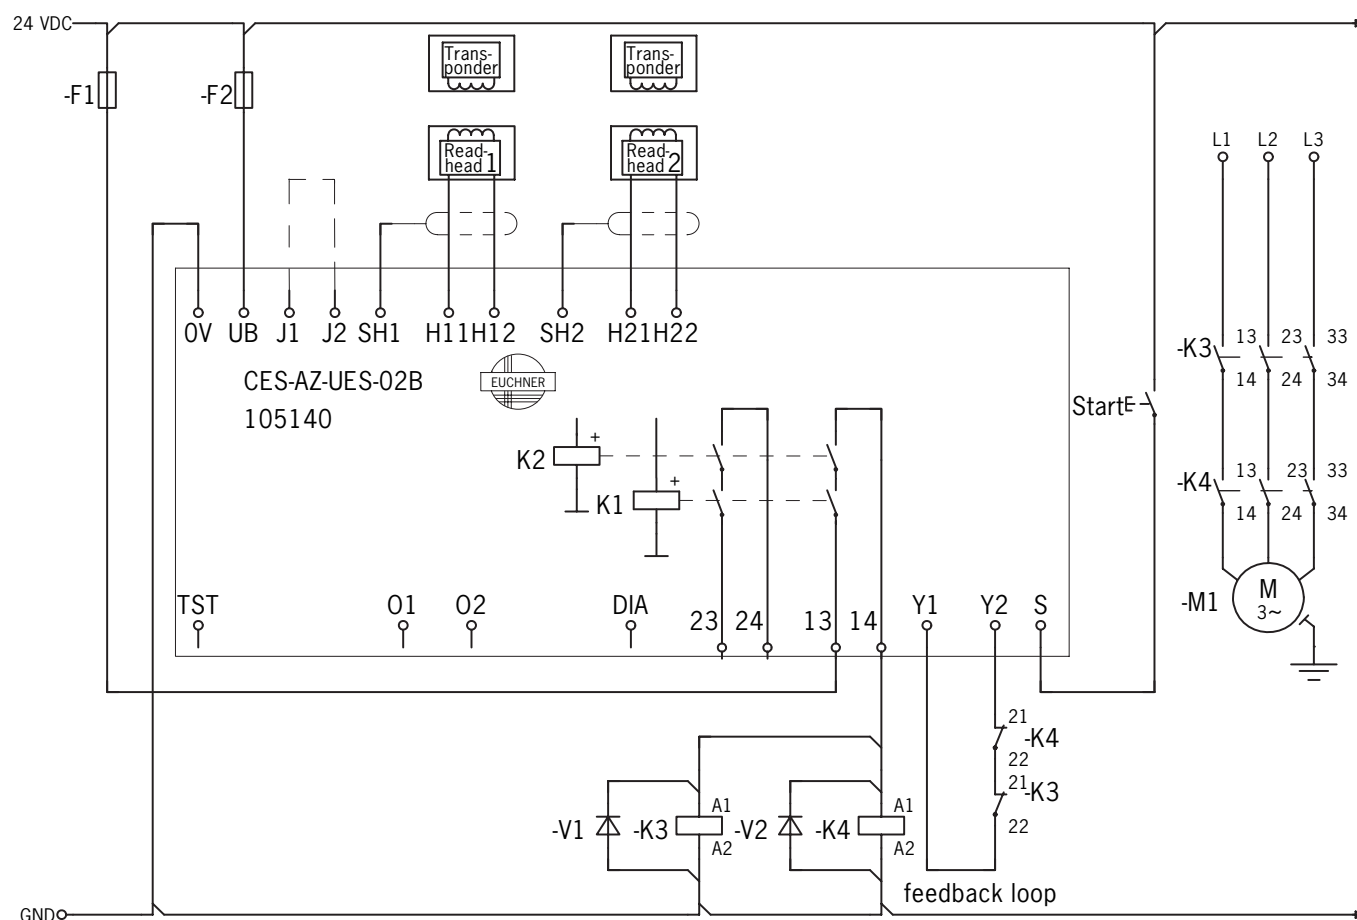 24 VDC
-F1
-F2
Trans-
ponder
Trans-
ponder
Read-
head 1
Read-
head 2
L1 L2 L3
0V UB J1 J2 SH1 H11 H12 SH2 H21 H22
CES-AZ-UES-02B
105140
EUCHNER
-K3
13 23 33
14 24 34
Start
K2
+
K1
+
-K4
13 23 33
14 24 34
TST O1 O2 DIA 23 24 13 14 Y1 Y2 S
-M1
M
3~
21
-K4
22
21
-K3
22
-V1
-K3
A1
A2
-V2
-K4
A1
A2
feedback loop
GND